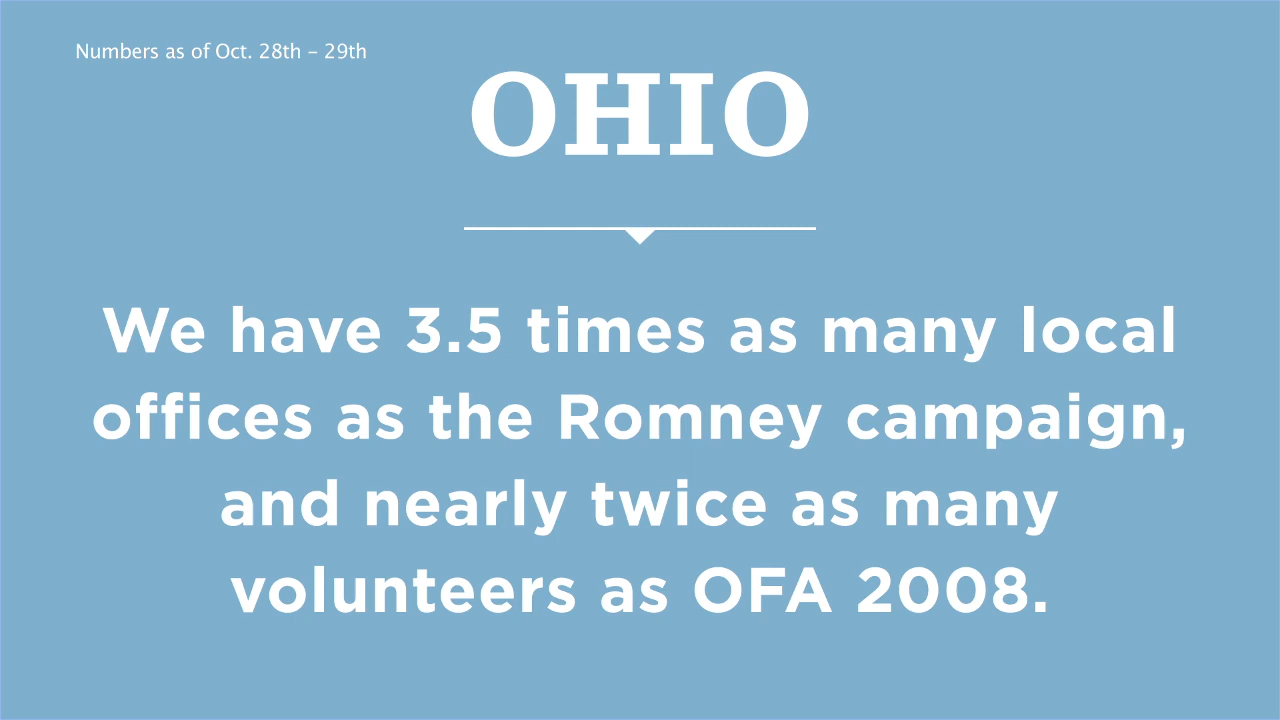 Numbers as of Oct. 28th – 29th
OHIO
We have 3.5 times as many local
offices as the Romney campaign,
and nearly twice as many
volunteers as OFA 2008.